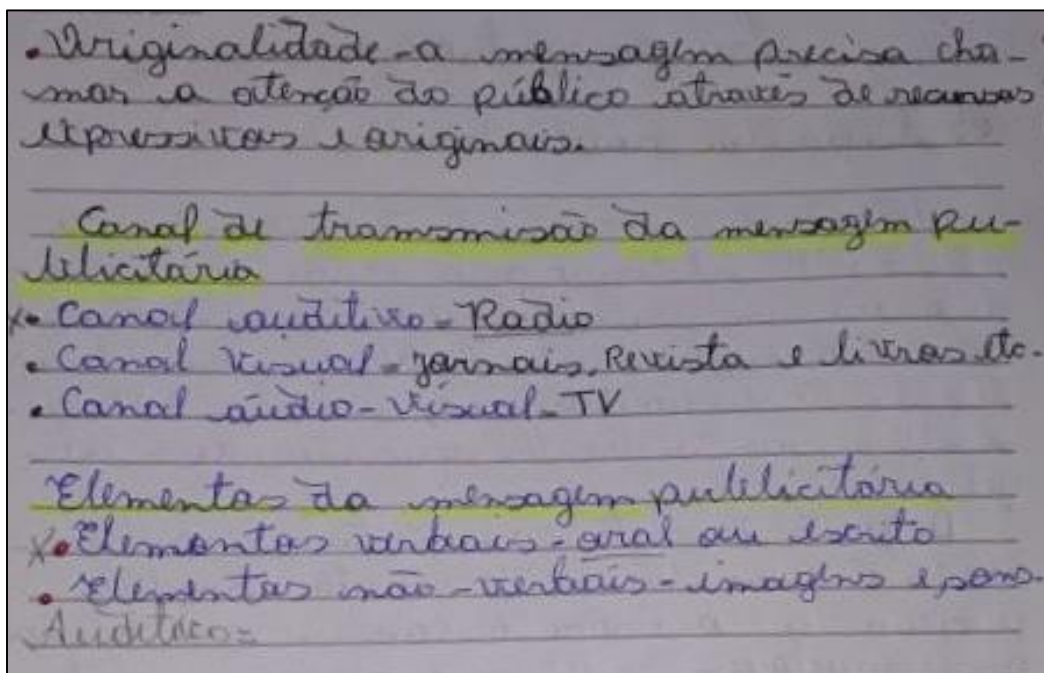 • Originalidade - a mensagem precisa cha-
mar a atenção do público através de recursos
expressivos e originais.
Canal de transmisão da mensagem pu-
blicitária
x• Canal auditivo - Radio
• Canal Visual - jornais, Revista e livros etc.
• Canal áudio - Visual - TV
Elementos da mensagem publicitária
x• Elementos verbais - oral ou escrito
• Elementos não - verbais - imagens e sons.